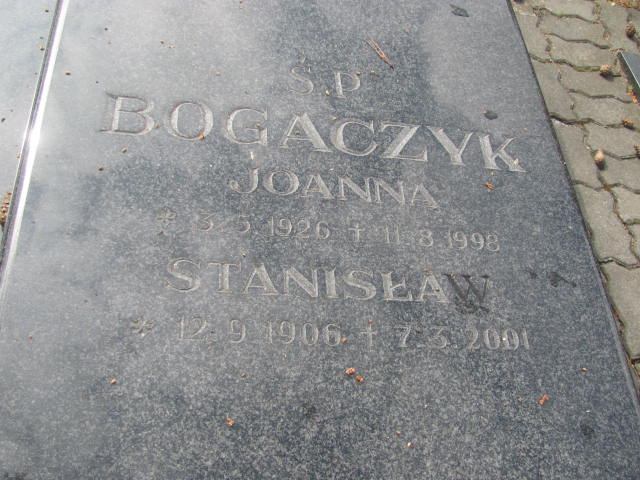 Ś.P.
BOGACZYK
JOANNA
* 3.5.1926 + 11.8.1998
STANISŁAW
* 12.9.1906 + 7.3.2001